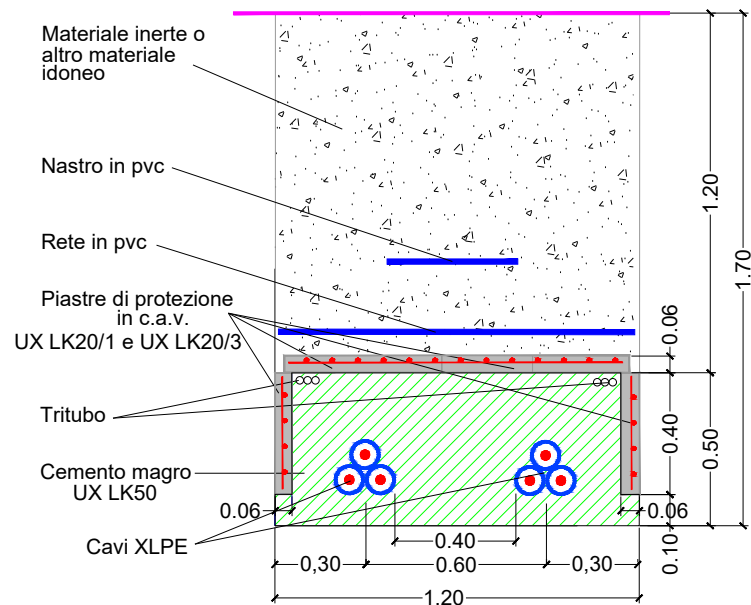 Materiale inerte o
altro materiale
idoneo
Nastro in pvc
Rete in pvc
Piastre di protezione
in c.a.v.
UX LK20/1 e UX LK20/3
Tritubo
Cemento magro
UX LK50
Cavi XLPE
1.20
1.70
0.06
0.40
0.50
0.10
0.06
0.06
0.40
0,30
0.60
0,30
1.20